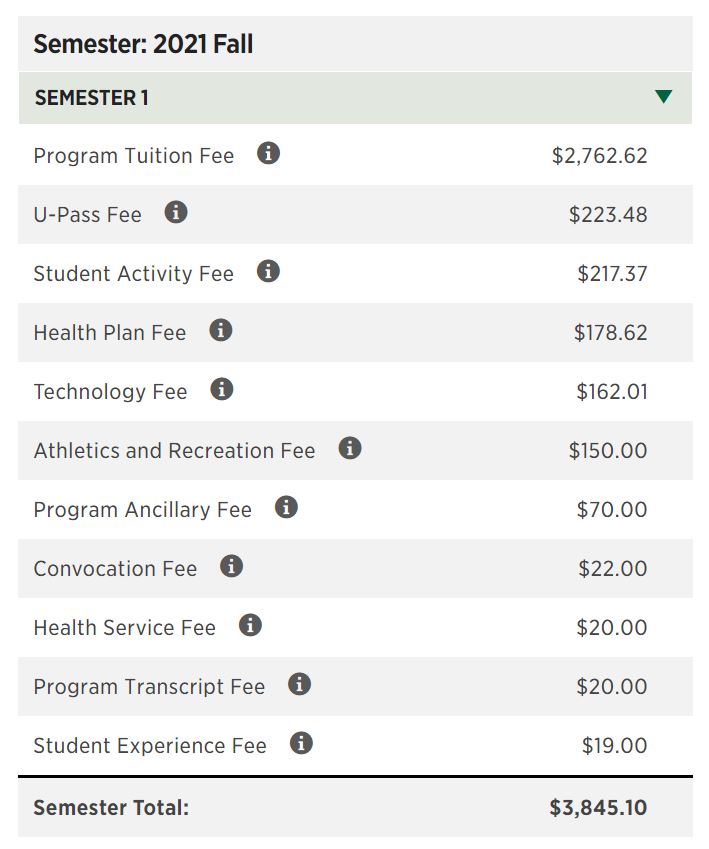 Semester: 2021 Fall
SEMESTER 1
Program Tuition Fee $2,762.62
U-Pass Fee $223.48
Student Activity Fee $217.37
Health Plan Fee $178.62
Technology Fee $162.01
Athletics and Recreation Fee $150.00
Program Ancillary Fee $70.00
Convocation Fee $22.00
Health Service Fee $20.00
Program Transcript Fee $20.00
Student Experience Fee $19.00
Semester Total: $3,845.10